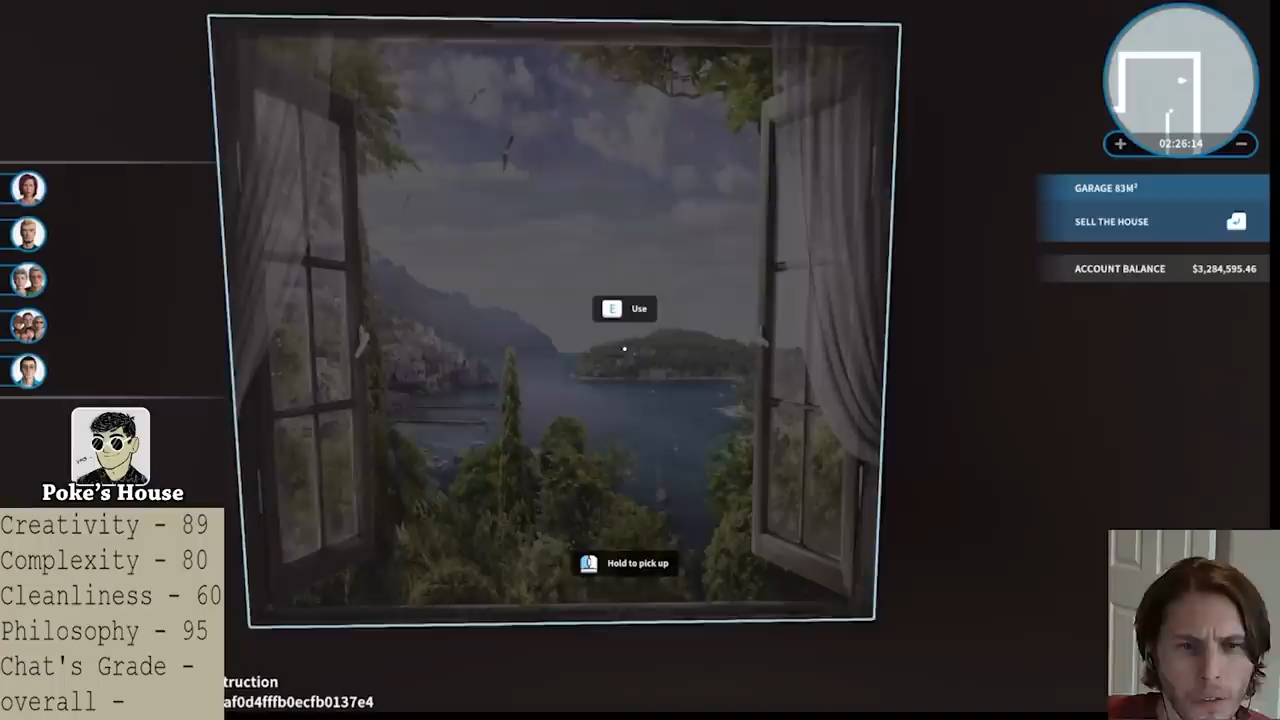 02:26:14
GARAGE 83M²
SELL THE HOUSE
ACCOUNT BALANCE $3,284,595.46
E Use
Hold to pick up
Poke's House
Creativity - 89
Complexity - 80
Cleanliness - 60
Philosophy - 95
Chat's Grade -
overall -
truction
af0d4fffb0ecfb0137e4